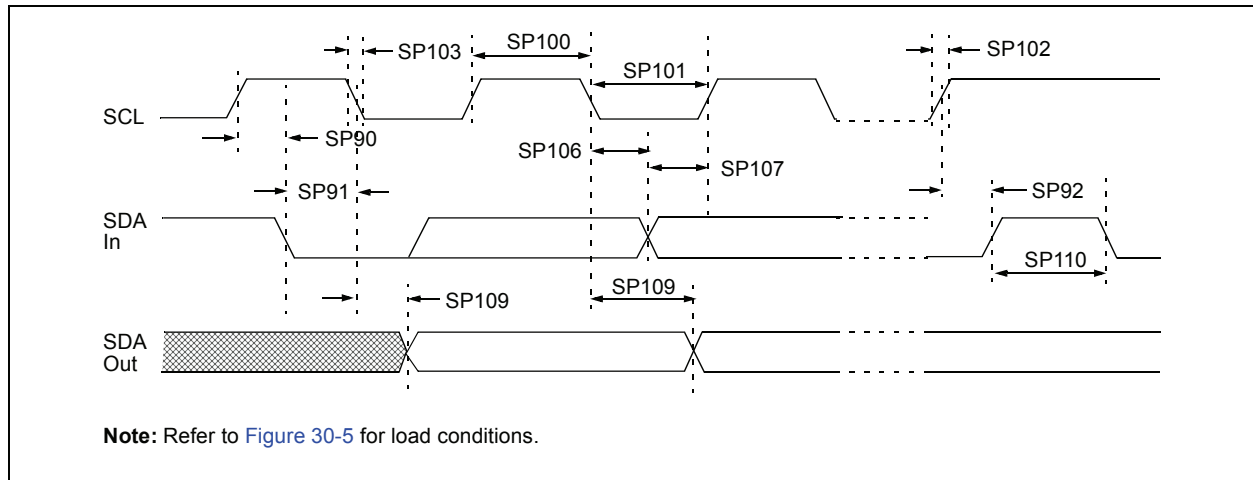 SP103
SP100
SP102
SP101
SCL
SP90
SP106
SP107
SP91
SP92
SDA
In
SP110
SP109
SP109
SDA
Out
Note: Refer to Figure 30-5 for load conditions.